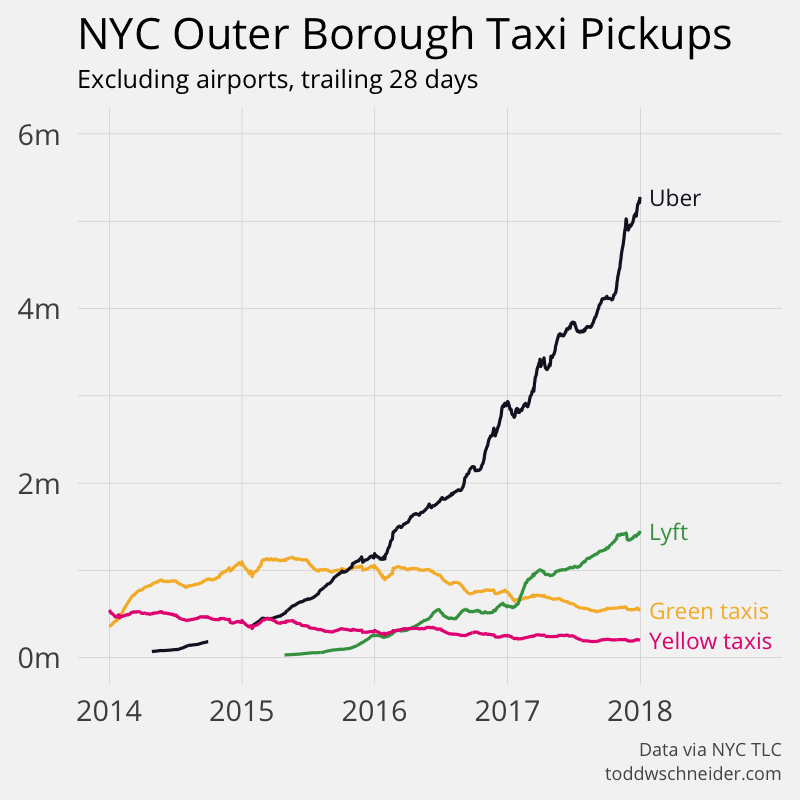 NYC Outer Borough Taxi Pickups
Excluding airports, trailing 28 days
6m
Uber
4m
2m
Lyft
Green taxis
Yellow taxis
0m
2014 2015 2016 2017 2018
Data via NYC TLC
toddwschneider.com